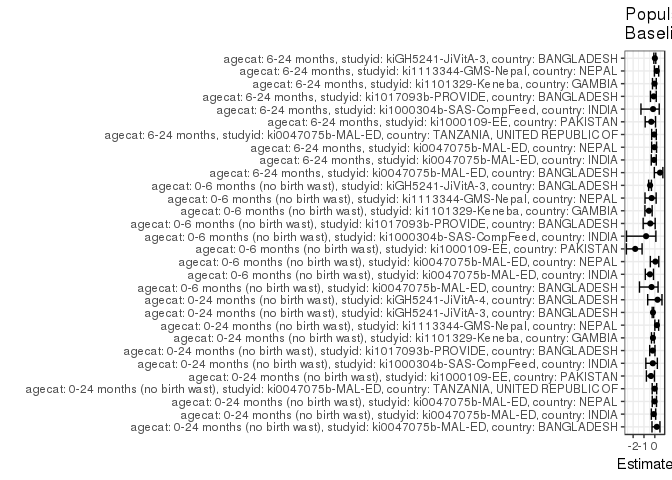 Popul
Baseli
agecat: 6-24 months, studyid: kiGH5241-JiVitA-3, country: BANGLADESH
agecat: 6-24 months, studyid: ki1113344-GMS-Nepal, country: NEPAL
agecat: 6-24 months, studyid: ki1101329-Keneba, country: GAMBIA
agecat: 6-24 months, studyid: ki1017093b-PROVIDE, country: BANGLADESH
agecat: 6-24 months, studyid: ki1000304b-SAS-CompFeed, country: INDIA
agecat: 6-24 months, studyid: ki1000109-EE, country: PAKISTAN
agecat: 6-24 months, studyid: ki0047075b-MAL-ED, country: TANZANIA, UNITED REPUBLIC OF
agecat: 6-24 months, studyid: ki0047075b-MAL-ED, country: NEPAL
agecat: 6-24 months, studyid: ki0047075b-MAL-ED, country: INDIA
agecat: 6-24 months, studyid: ki0047075b-MAL-ED, country: BANGLADESH
agecat: 0-6 months (no birth wast), studyid: kiGH5241-JiVitA-3, country: BANGLADESH
agecat: 0-6 months (no birth wast), studyid: ki1113344-GMS-Nepal, country: NEPAL
agecat: 0-6 months (no birth wast), studyid: ki1101329-Keneba, country: GAMBIA
agecat: 0-6 months (no birth wast), studyid: ki1017093b-PROVIDE, country: BANGLADESH
agecat: 0-6 months (no birth wast), studyid: ki1000304b-SAS-CompFeed, country: INDIA
agecat: 0-6 months (no birth wast), studyid: ki1000109-EE, country: PAKISTAN
agecat: 0-6 months (no birth wast), studyid: ki0047075b-MAL-ED, country: NEPAL
agecat: 0-6 months (no birth wast), studyid: ki0047075b-MAL-ED, country: INDIA
agecat: 0-6 months (no birth wast), studyid: ki0047075b-MAL-ED, country: BANGLADESH
agecat: 0-24 months (no birth wast), studyid: kiGH5241-JiVitA-4, country: BANGLADESH
agecat: 0-24 months (no birth wast), studyid: kiGH5241-JiVitA-3, country: BANGLADESH
agecat: 0-24 months (no birth wast), studyid: ki1113344-GMS-Nepal, country: NEPAL
agecat: 0-24 months (no birth wast), studyid: ki1101329-Keneba, country: GAMBIA
agecat: 0-24 months (no birth wast), studyid: ki1017093b-PROVIDE, country: BANGLADESH
agecat: 0-24 months (no birth wast), studyid: ki1000304b-SAS-CompFeed, country: INDIA
agecat: 0-24 months (no birth wast), studyid: ki1000109-EE, country: PAKISTAN
agecat: 0-24 months (no birth wast), studyid: ki0047075b-MAL-ED, country: TANZANIA, UNITED REPUBLIC OF
agecat: 0-24 months (no birth wast), studyid: ki0047075b-MAL-ED, country: NEPAL
agecat: 0-24 months (no birth wast), studyid: ki0047075b-MAL-ED, country: INDIA
agecat: 0-24 months (no birth wast), studyid: ki0047075b-MAL-ED, country: BANGLADESH
-2 -1 0
Estimate